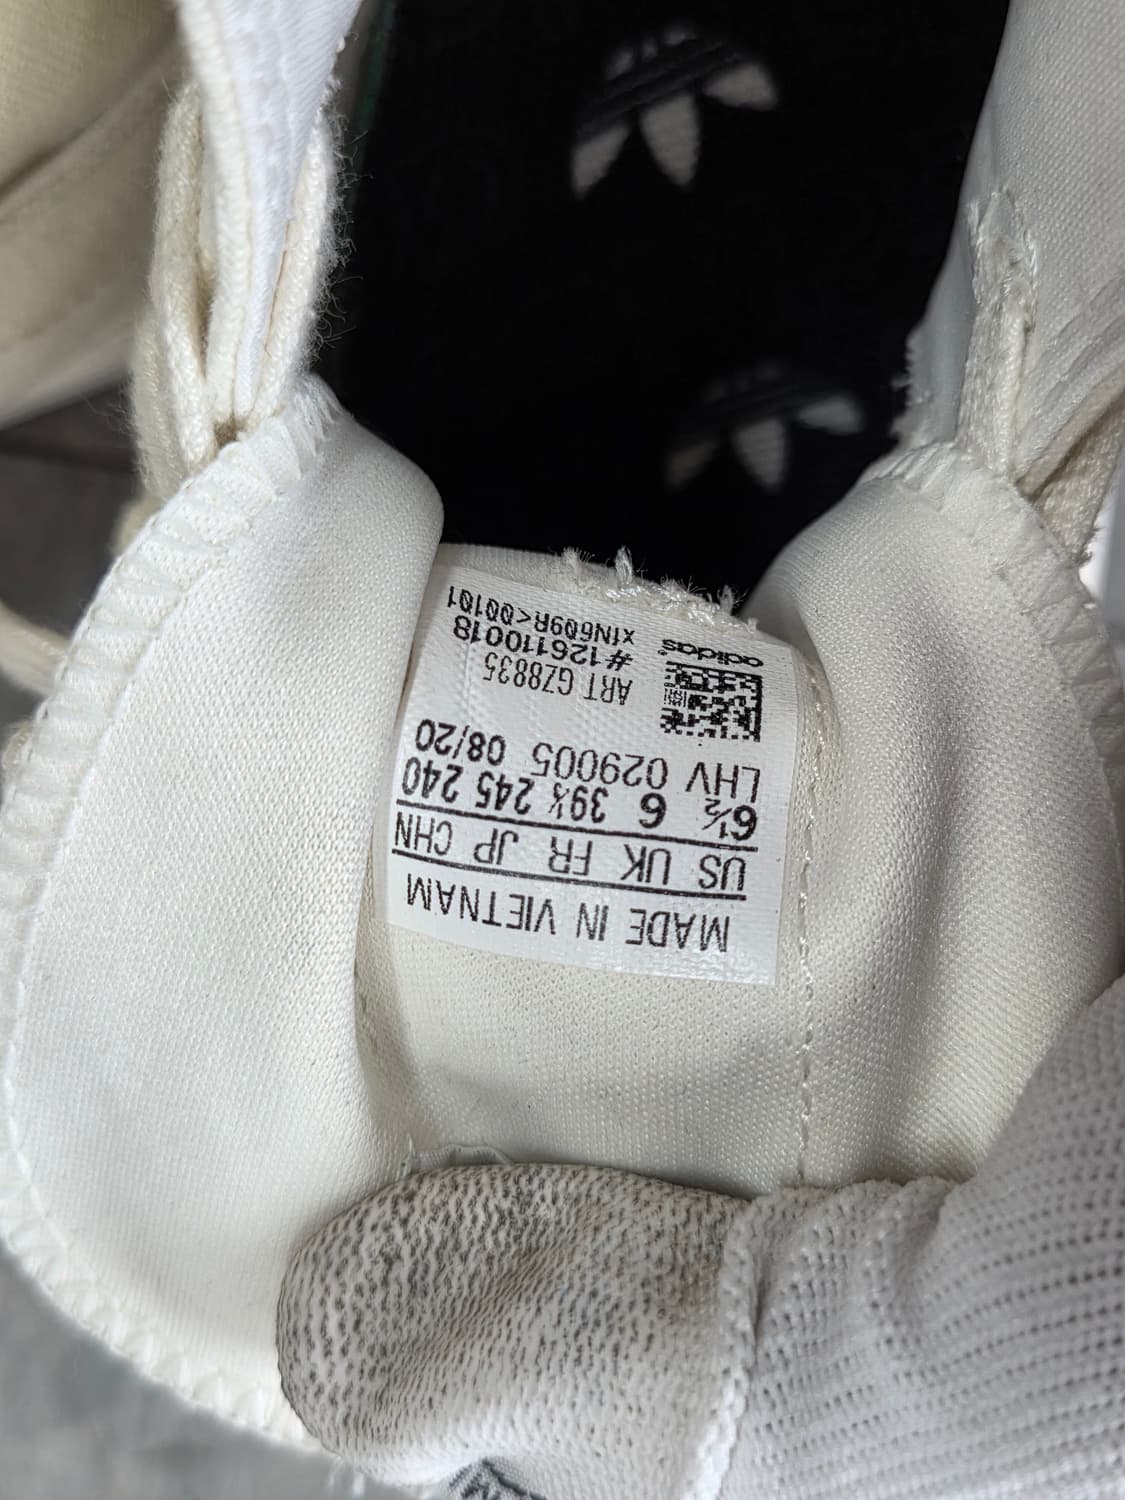 MADE IN VIETNAM
US UK FR JP CHN
6½ 6 39⅓ 245 240
LHV 029005 08/20
ART GZ8835
#126110018
x1N609R<00101
adidas